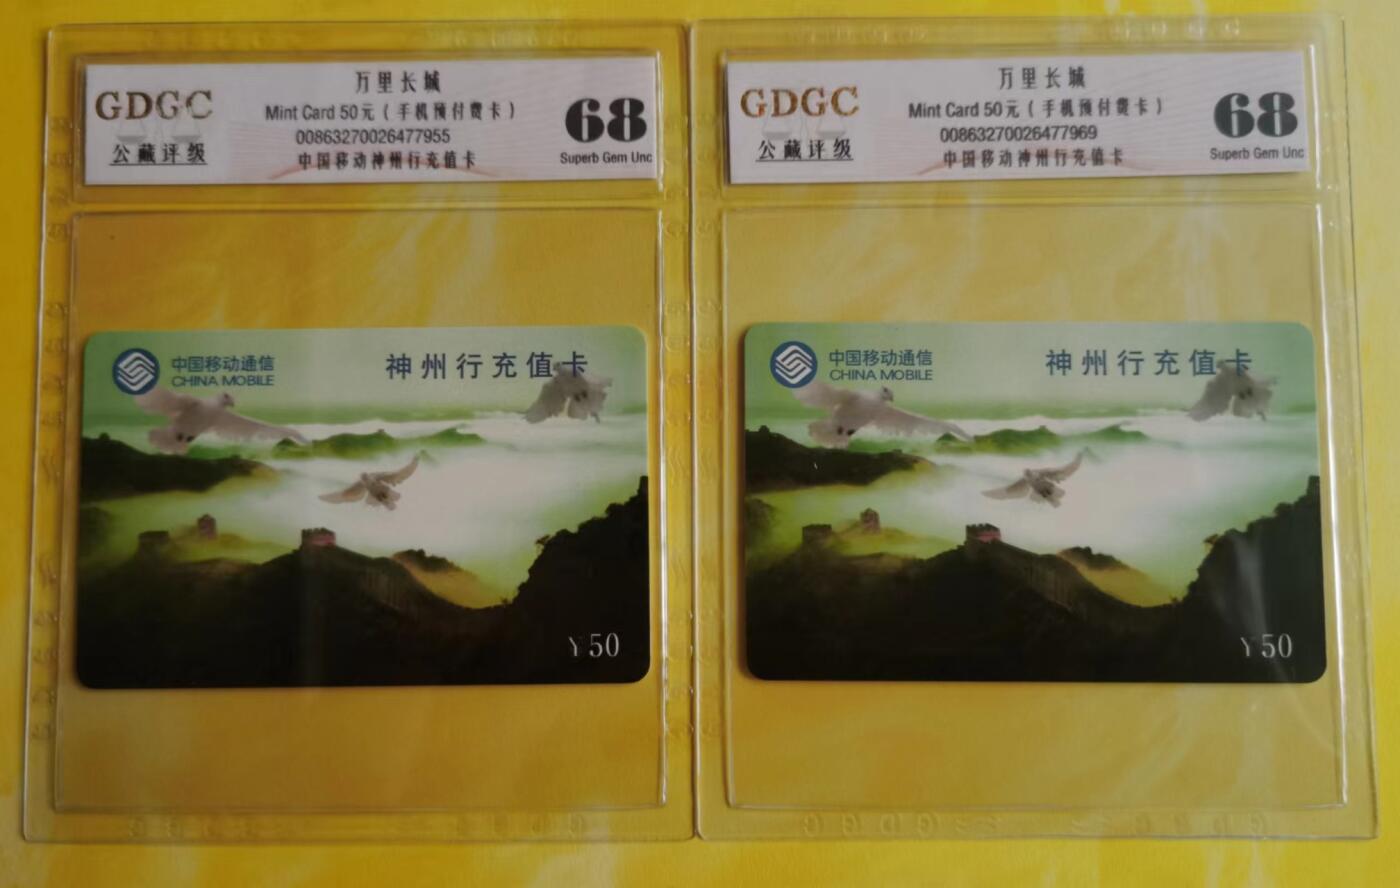 GDGC
公藏评级
万里长城
Mint Card 50元(手机预付费卡)
00863270026477955
中国移动神州行充值卡
68
Superb Gem Unc
GDGC
公藏评级
万里长城
Mint Card 50元(手机预付费卡)
00863270026477969
中国移动神州行充值卡
68
Superb Gem Unc
中国移动通信
CHINA MOBILE
神州行充值卡
Y50
中国移动通信
CHINA MOBILE
神州行充值卡
Y50